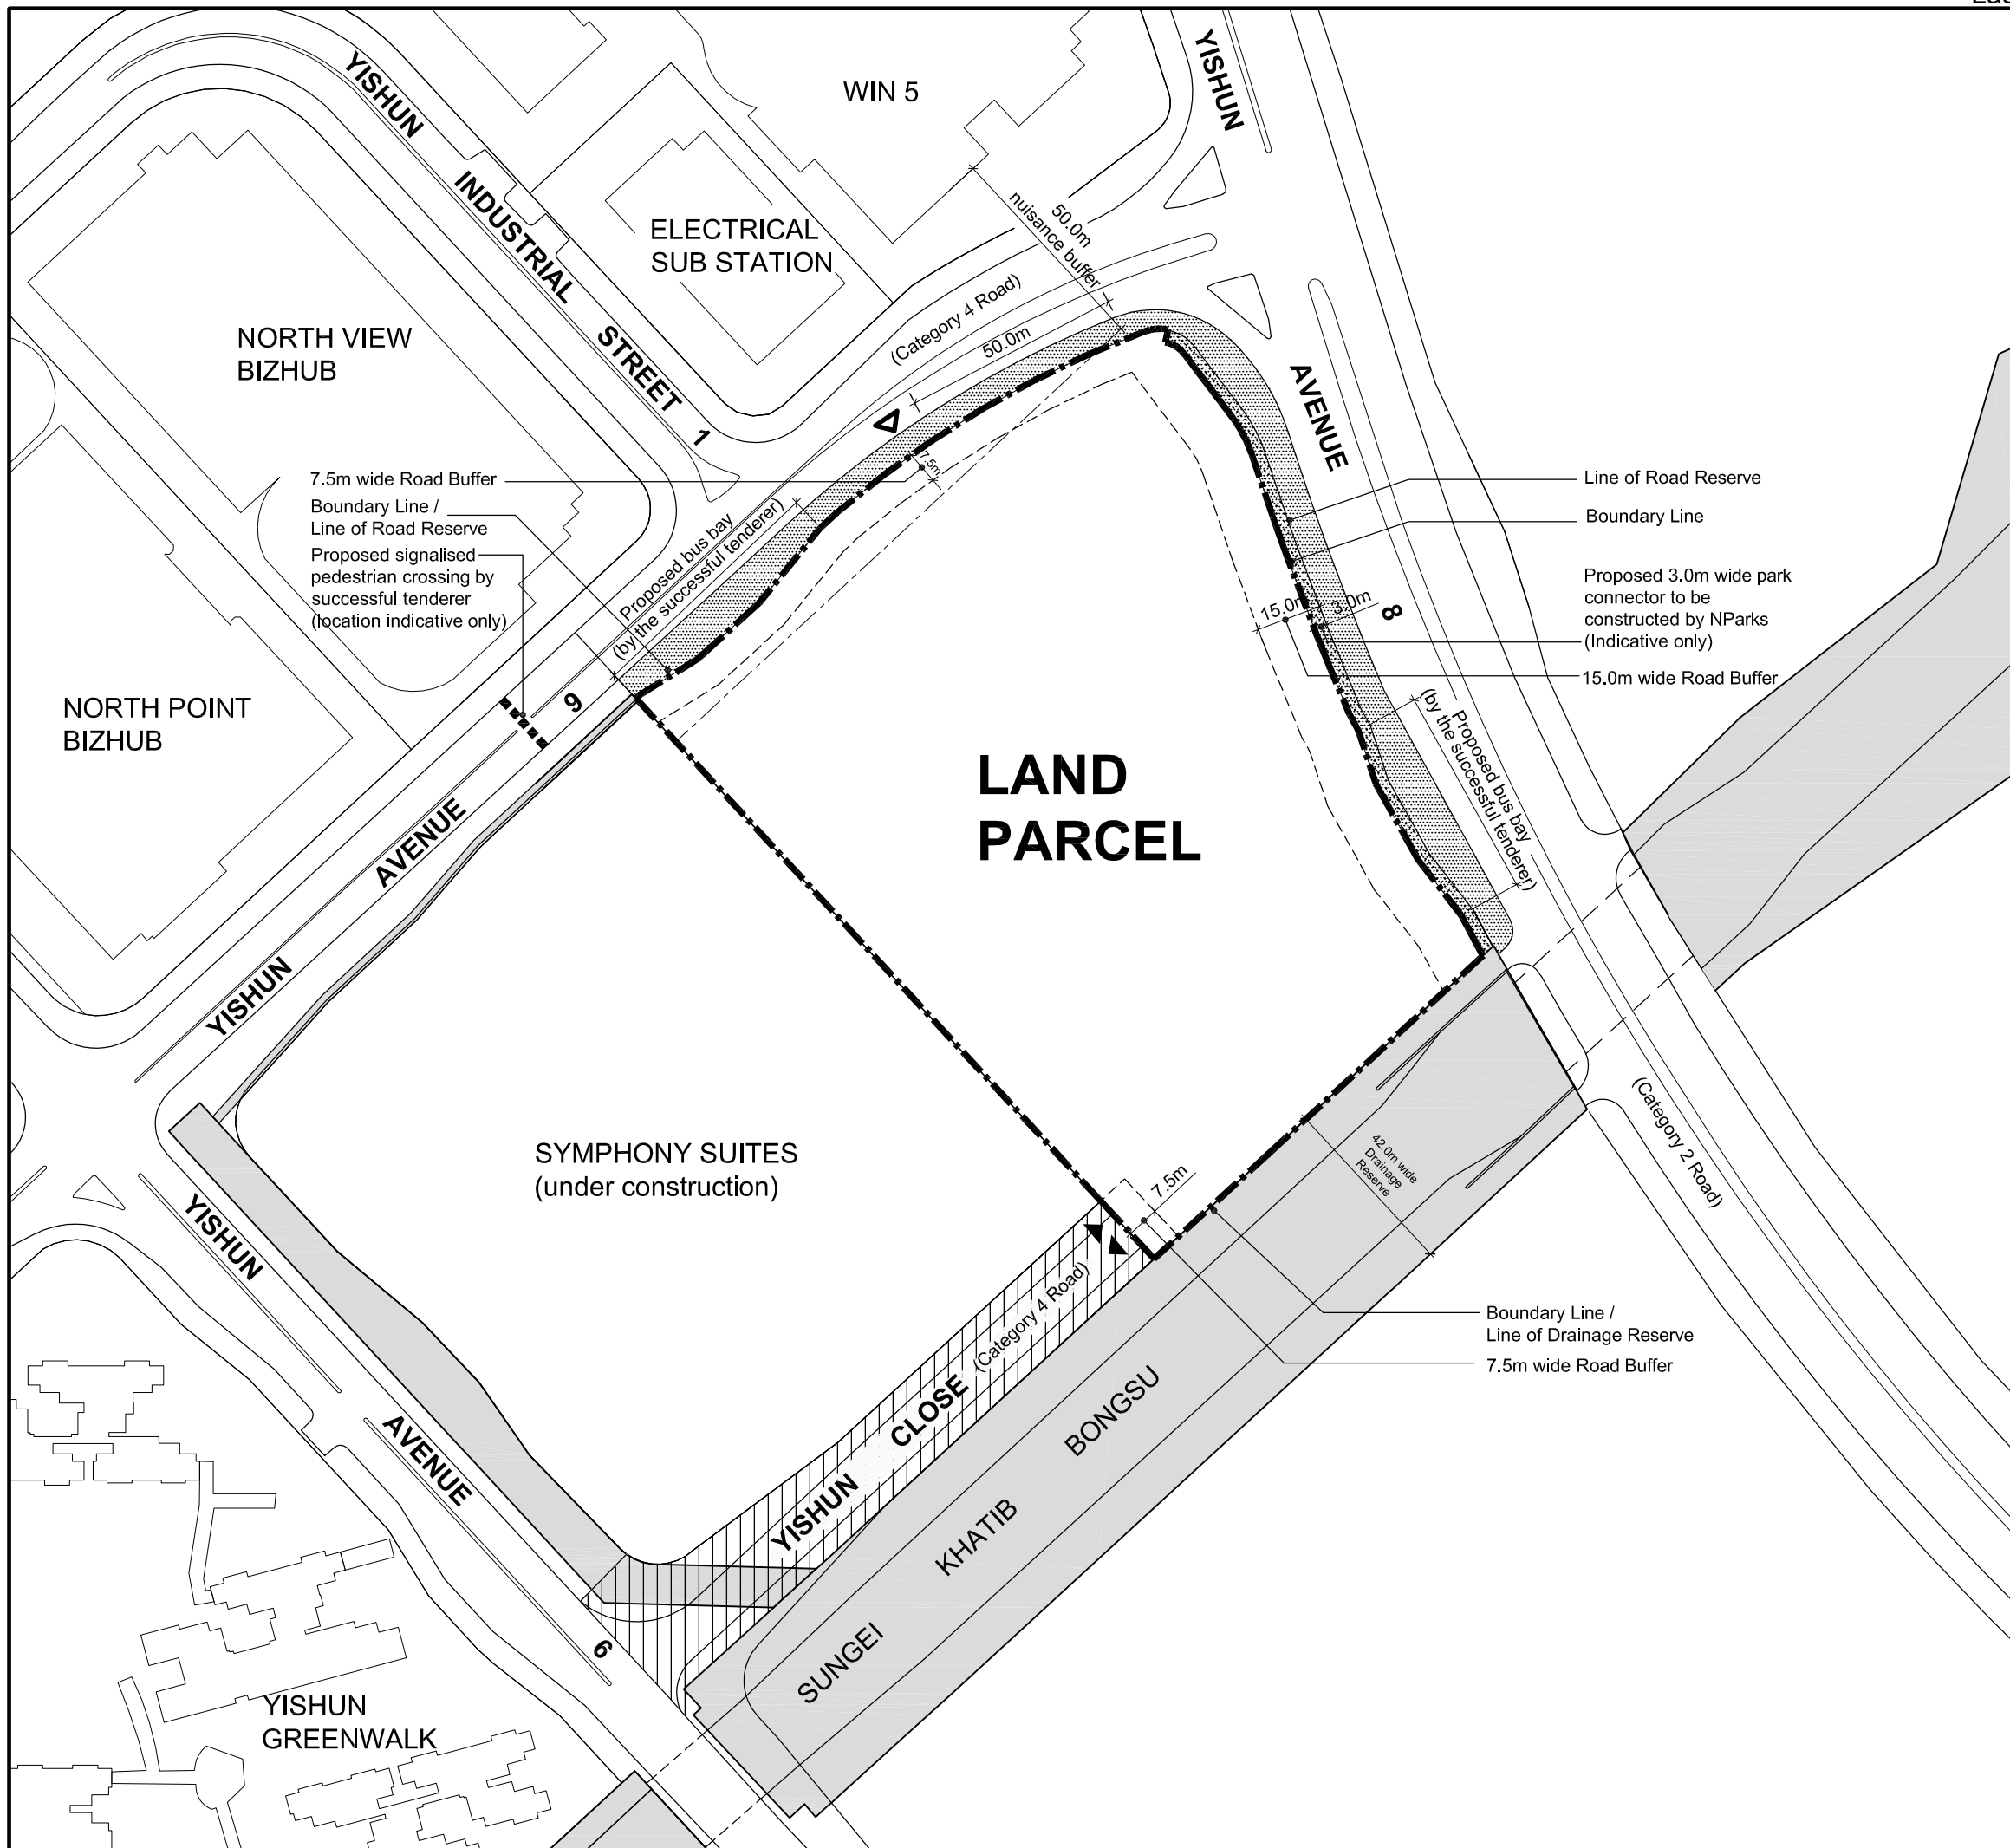 YISHUN
INDUSTRIAL
STREET
1
WIN 5
YISHUN
AVENUE
8
ELECTRICAL
SUB STATION
50.0m
nuisance buffer
(Category 4 Road)
50.0m
NORTH VIEW
BIZHUB
7.5m wide Road Buffer
Boundary Line /
Line of Road Reserve
Proposed signalised
pedestrian crossing by
successful tenderer
(location indicative only)
7.5m
Proposed bus bay
(by the successful tenderer)
Line of Road Reserve
Boundary Line
Proposed 3.0m wide park
connector to be
constructed by NParks
(Indicative only)
15.0m wide Road Buffer
15.0m
3.0m
NORTH POINT
BIZHUB
YISHUN
AVENUE
9
LAND
PARCEL
Proposed bus bay
(by the successful tenderer)
SYMPHONY SUITES
(under construction)
42.0m wide
Drainage
Reserve
(Category 2 Road)
7.5m
Boundary Line /
Line of Drainage Reserve
7.5m wide Road Buffer
YISHUN
CLOSE
(Category 4 Road)
SUNGEI
KHATIB
BONGSU
YISHUN
AVENUE
6
YISHUN
GREENWALK